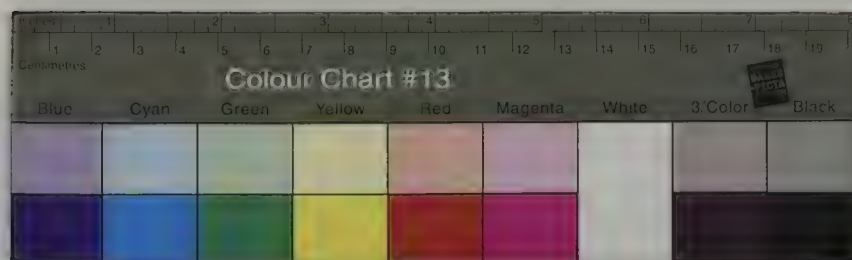 Inches 1 2 3 4 5 6 7 8
1 2 3 4 5 6 7 8 9 10 11 12 13 14 15 16 17 18 19
Centimetres
Colour Chart #13
Blue Cyan Green Yellow Red Magenta White 3/Color Black